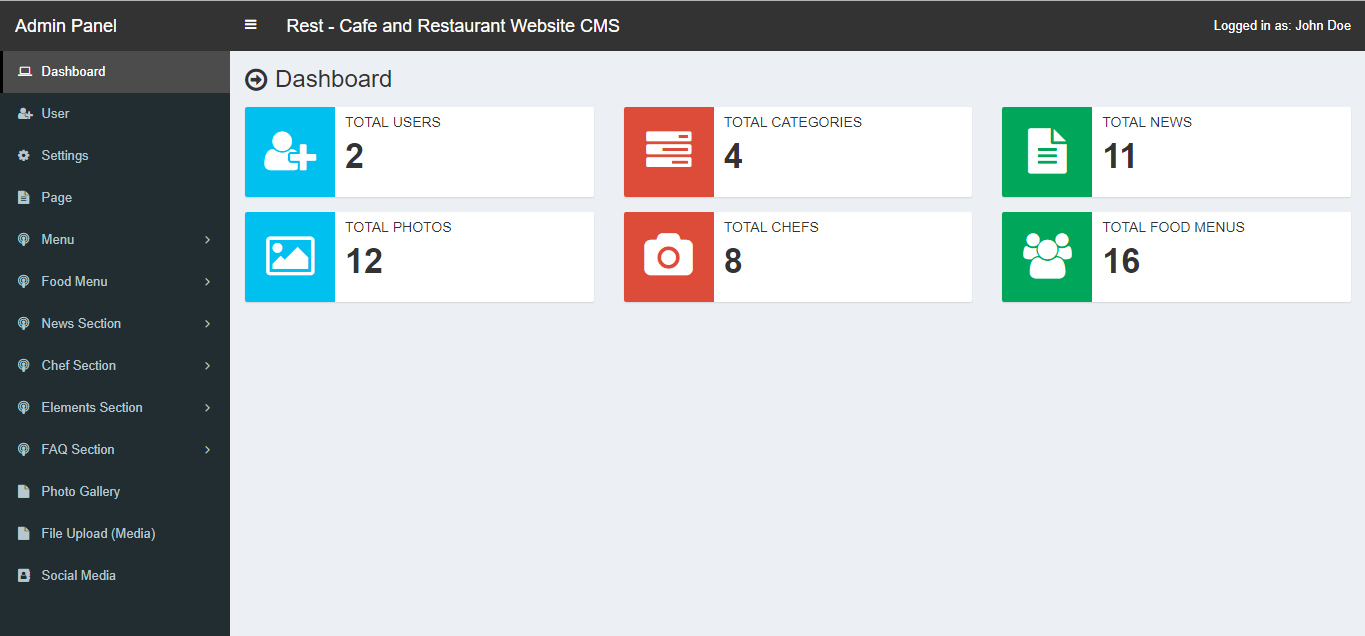 Admin Panel
Rest - Cafe and Restaurant Website CMS
Logged in as: John Doe
Dashboard
User
Settings
Page
Menu
Food Menu
News Section
Chef Section
Elements Section
FAQ Section
Photo Gallery
File Upload (Media)
Social Media
Dashboard
TOTAL USERS
2
TOTAL CATEGORIES
4
TOTAL NEWS
11
TOTAL PHOTOS
12
TOTAL CHEFS
8
TOTAL FOOD MENUS
16